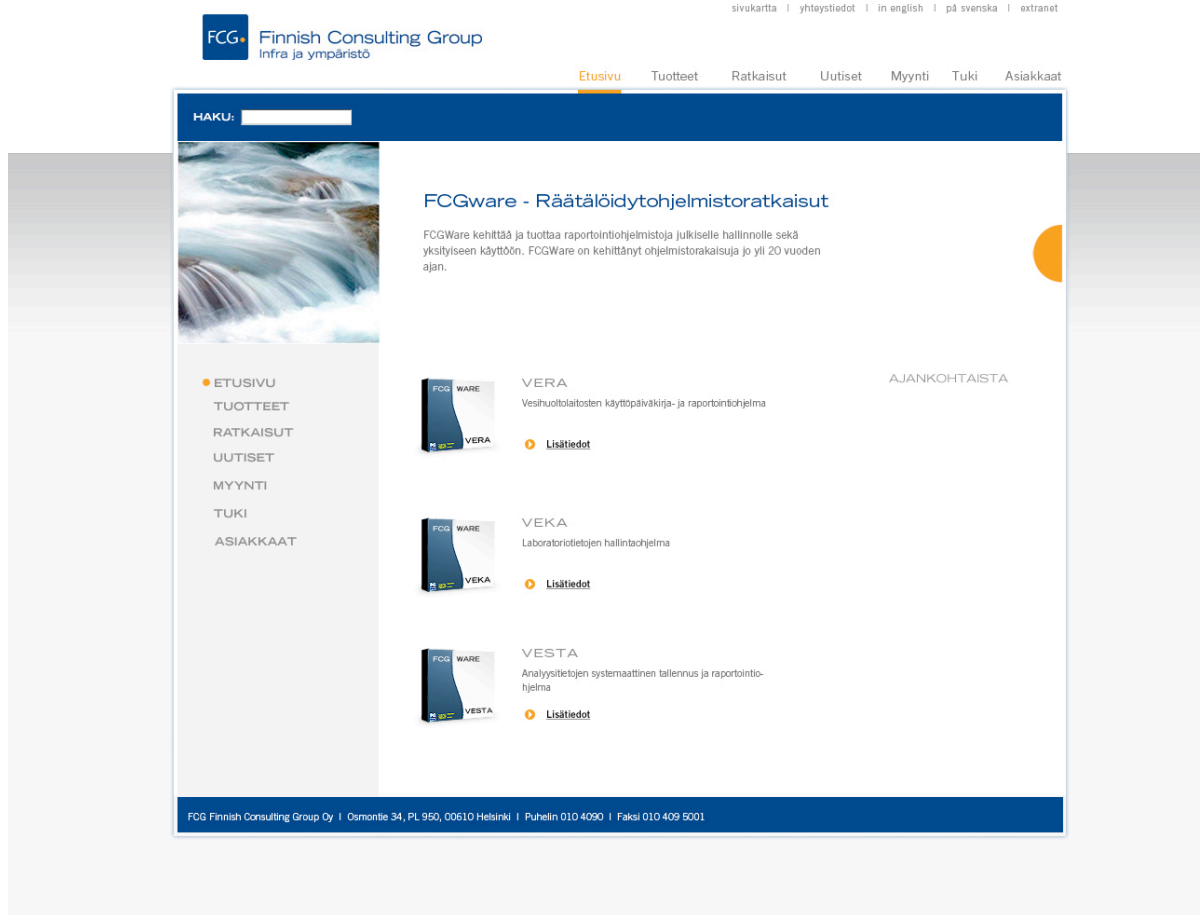 sivukartta I yhteystiedot I in english I på svenska I extranet
FCG.
Finnish Consulting Group
Infra ja ympäristö
Etusivu Tuotteet Ratkaisut Uutiset Myynti Tuki Asiakkaat
HAKU:
FCGware - Räätälöidytohjelmistoratkaisut
FCGWare kehittää ja tuottaa raportointiohjelmistoja julkiselle hallinnolle sekä
yksityiseen käyttöön. FCGWare on kehittänyt ohjelmistorakaisuja jo yli 20 vuoden
ajan.
ETUSIVU
TUOTTEET
RATKAISUT
UUTISET
MYYNTI
TUKI
ASIAKKAAT
FCG WARE
VERA
VERA
Vesihuoltolaitosten käyttöpäiväkirja- ja raportointiohjelma
Lisätiedot
FCG WARE
VEKA
VEKA
Laboratoriotietojen hallintaohjelma
Lisätiedot
FCG WARE
VESTA
VESTA
Analyysitietojen systemaattinen tallennus ja raportointio-
hjelma
Lisätiedot
AJANKOHTAISTA
FCG Finnish Consulting Group Oy I Osmontie 34, PL 950, 00610 Helsinki I Puhelin 010 4090 I Faksi 010 409 5001